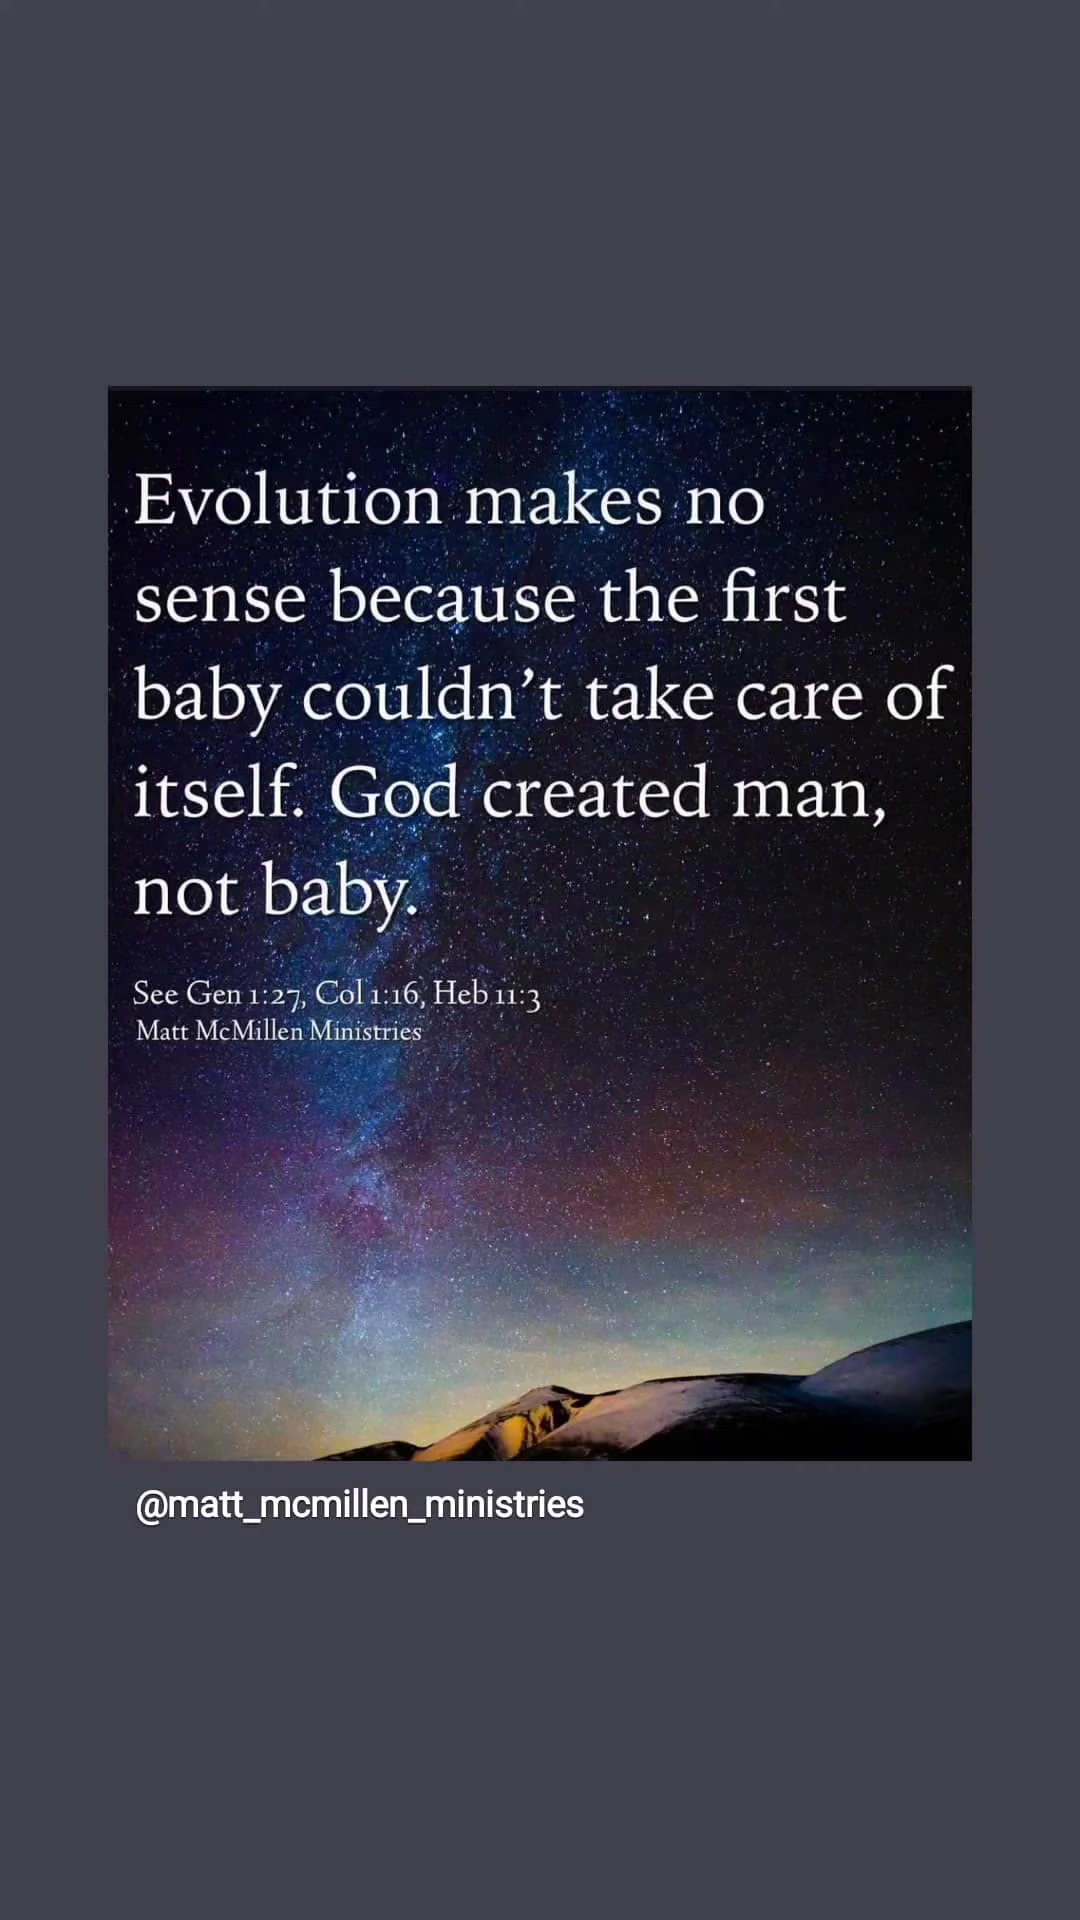 Evolution makes no
sense because the first
baby couldn’t take care of
itself. God created man,
not baby.
See Gen 1:27, Col 1:16, Heb 11:3
Matt McMillen Ministries
@matt_mcmillen_ministries